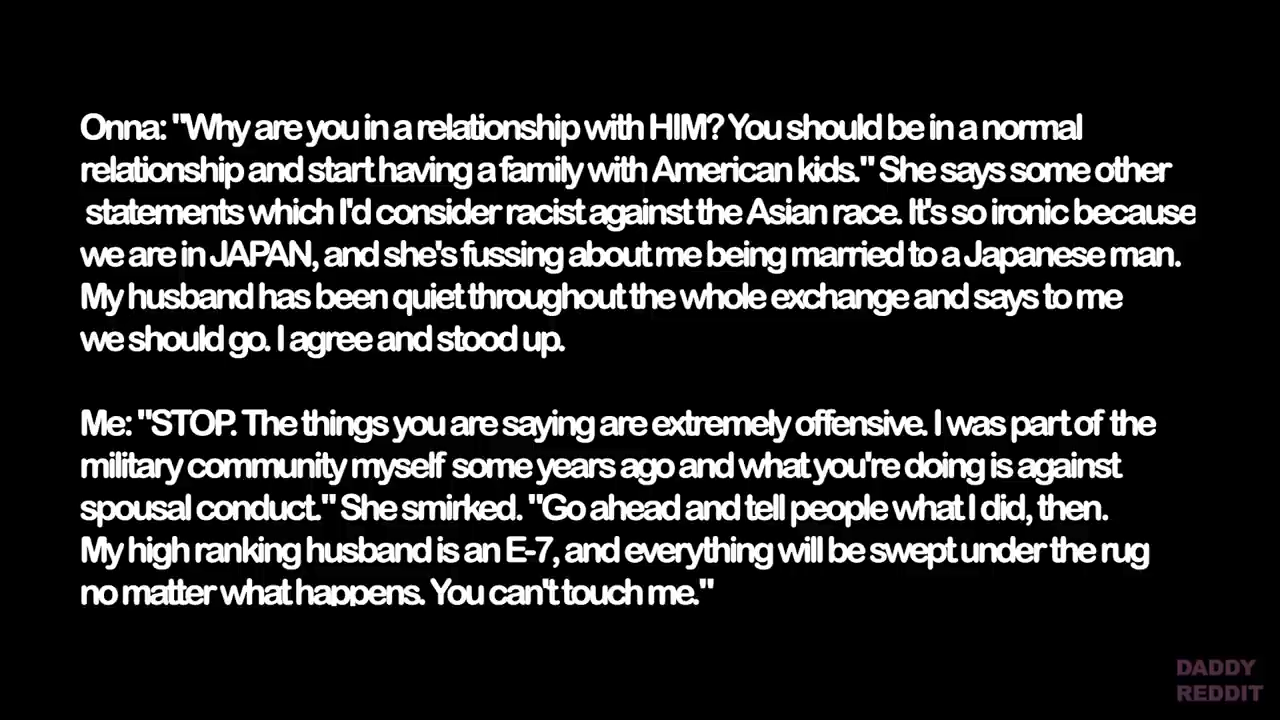 Onna: "Why are you in a relationship with HIM? You should be in a normal
relationship and start having a family with American kids." She says some other
statements which I'd consider racist against the Asian race. It's so ironic because
we are in JAPAN, and she's fussing about me being married to a Japanese man.
My husband has been quiet throughout the whole exchange and says to me
we should go. I agree and stood up.
Me: "STOP. The things you are saying are extremely offensive. I was part of the
military community myself some years ago and what you're doing is against
spousal conduct." She smirked. "Go ahead and tell people what I did, then.
My high ranking husband is an E-7, and everything will be swept under the rug
no matter what happens. You can't touch me."
DADDY
REDDIT